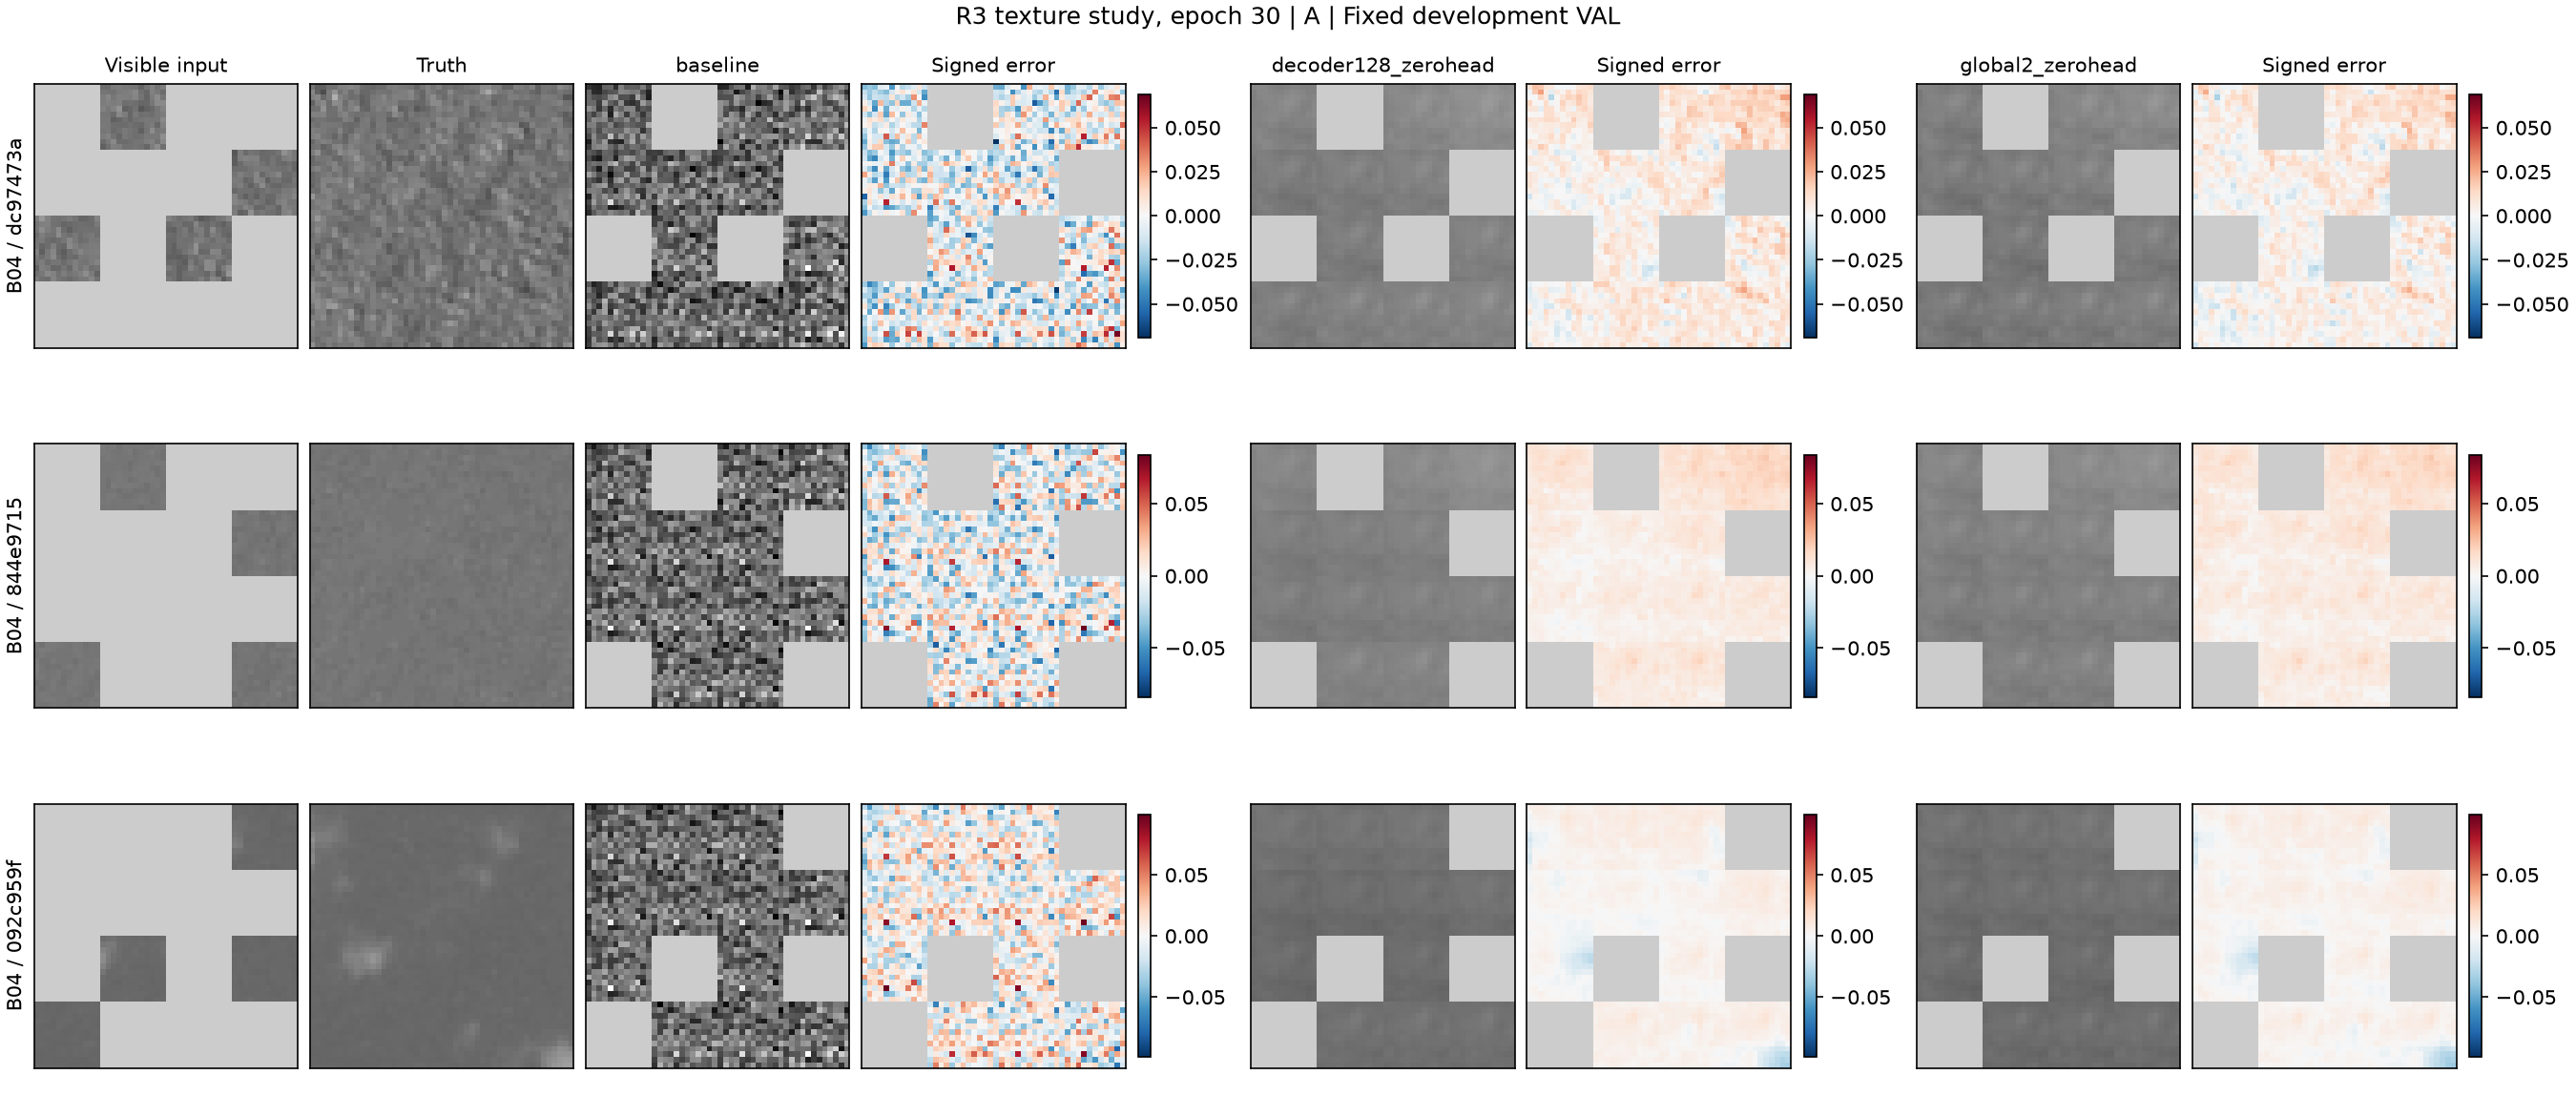 R3 texture study, epoch 30 | A | Fixed development VAL
Visible input Truth baseline Signed error decoder128_zerohead Signed error global2_zerohead Signed error
B04 / dc97473a
0.050 0.050 0.050
0.025 0.025 0.025
0.000 0.000 0.000
−0.025 −0.025 −0.025
−0.050 −0.050 −0.050
B04 / 844e9715
0.05 0.05 0.05
0.00 0.00 0.00
−0.05 −0.05 −0.05
B04 / 092c959f
0.05 0.05 0.05
0.00 0.00 0.00
−0.05 −0.05 −0.05